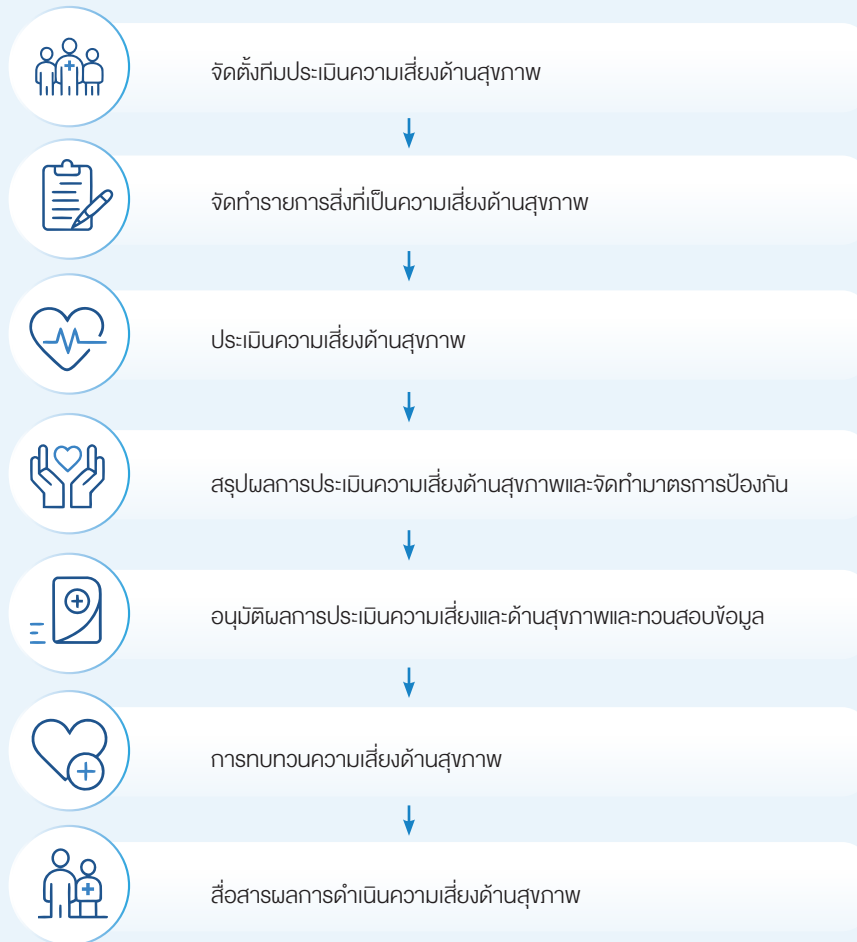 จัดตั้งทีมประเมินความเสี่ยงด้านสุขภาพ
จัดทำรายการสิ่งที่เป็นความเสี่ยงด้านสุขภาพ
ประเมินความเสี่ยงด้านสุขภาพ
สรุปผลการประเมินความเสี่ยงด้านสุขภาพและจัดทำมาตรการป้องกัน
อนุมัติผลการประเมินความเสี่ยงและด้านสุขภาพและทวนสอบข้อมูล
การทบทวนความเสี่ยงด้านสุขภาพ
สื่อสารผลการดำเนินความเสี่ยงด้านสุขภาพ